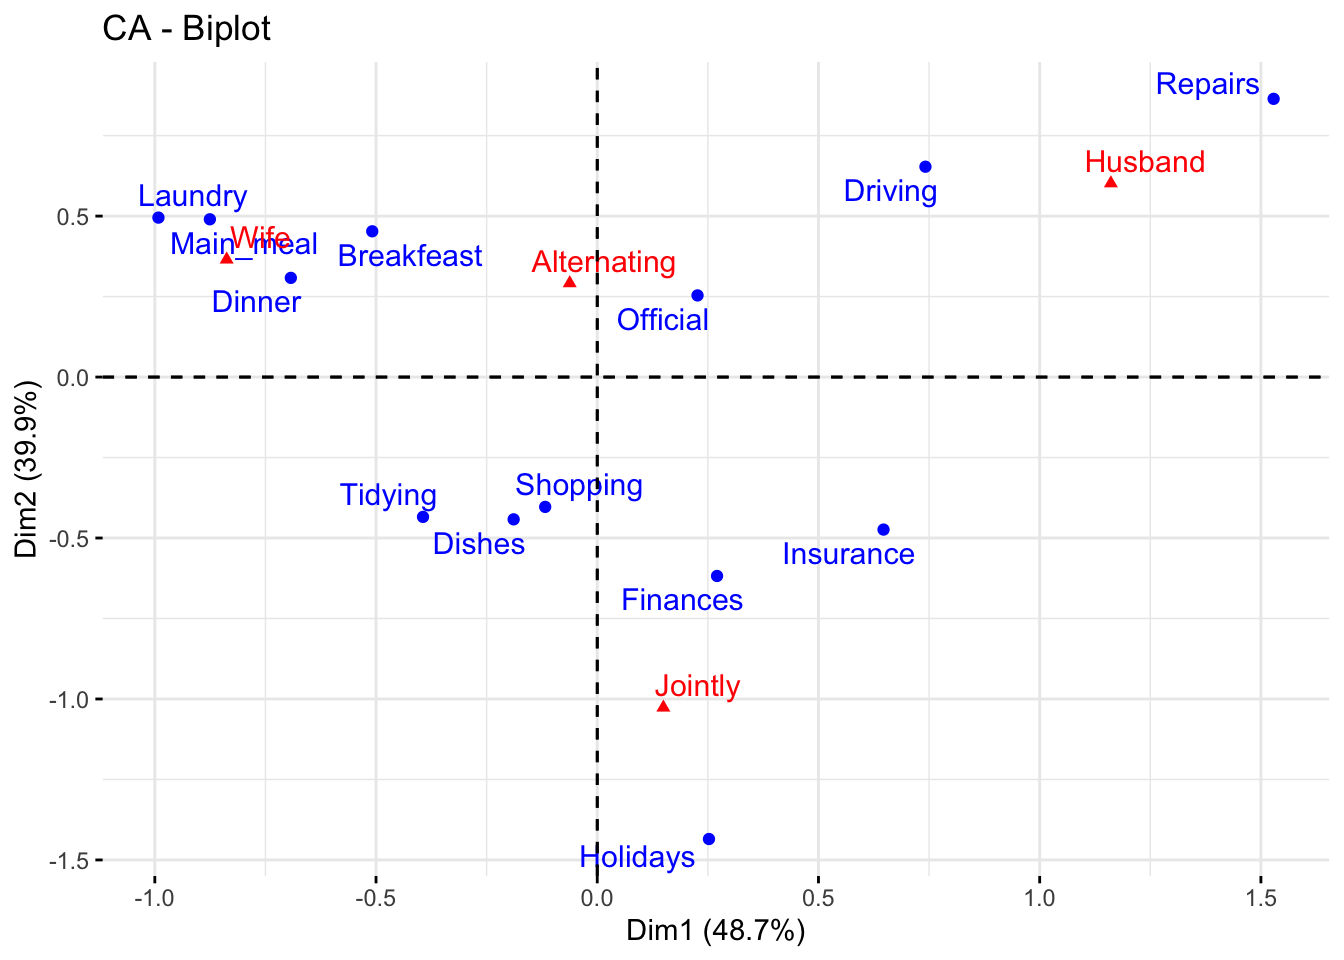 CA - Biplot
Repairs
Husband
Driving
Laundry
Wife
Main_meal
Breakfeast
Dinner
Alternating
Official
Tidying
Shopping
Dishes
Insurance
Finances
Jointly
Holidays
0.5
0.0
-0.5
-1.0
-1.5
Dim2 (39.9%)
-1.0 -0.5 0.0 0.5 1.0 1.5
Dim1 (48.7%)